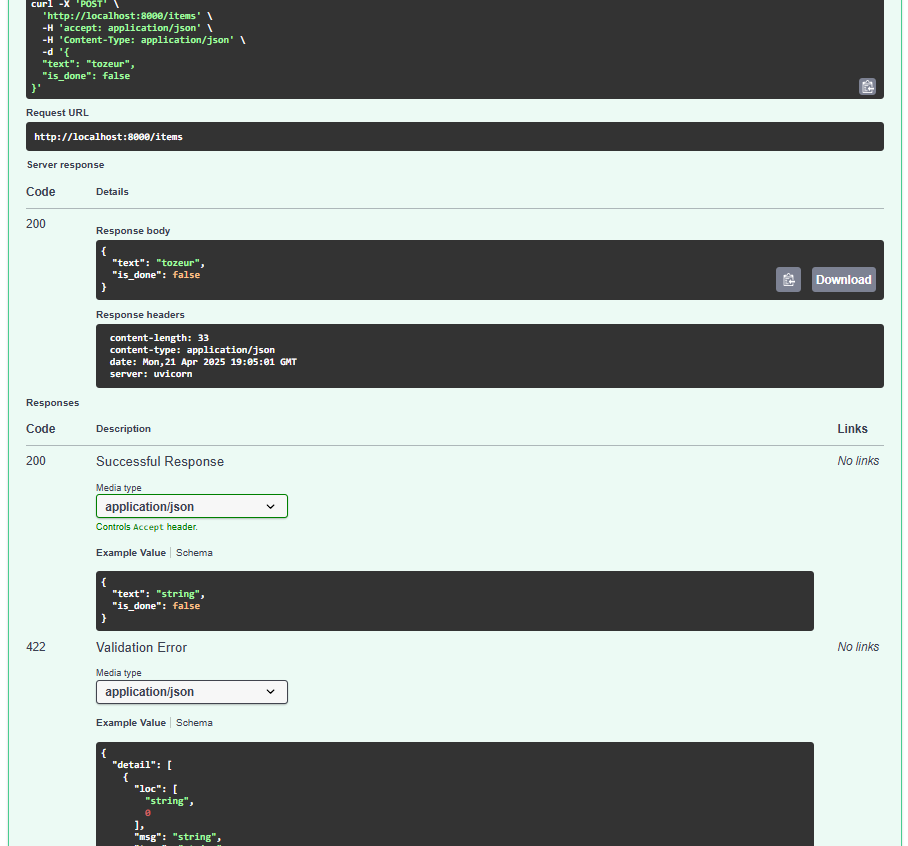 curl -X 'POST' \
  'http://localhost:8000/items' \
  -H 'accept: application/json' \
  -H 'Content-Type: application/json' \
  -d '{
  "text": "tozeur",
  "is_done": false
}'
Request URL
http://localhost:8000/items
Server response
Code Details
200
Response body
{
  "text": "tozeur",
  "is_done": false
}
Download
Response headers
content-length: 33
content-type: application/json
date: Mon,21 Apr 2025 19:05:01 GMT
server: uvicorn
Responses
Code Description Links
200 Successful Response No links
Media type
application/json
Controls Accept header.
Example Value Schema
{
  "text": "string",
  "is_done": false
}
422 Validation Error No links
Media type
application/json
Example Value Schema
{
  "detail": [
    {
      "loc": [
        "string",
        0
      ],
      "msg": "string",